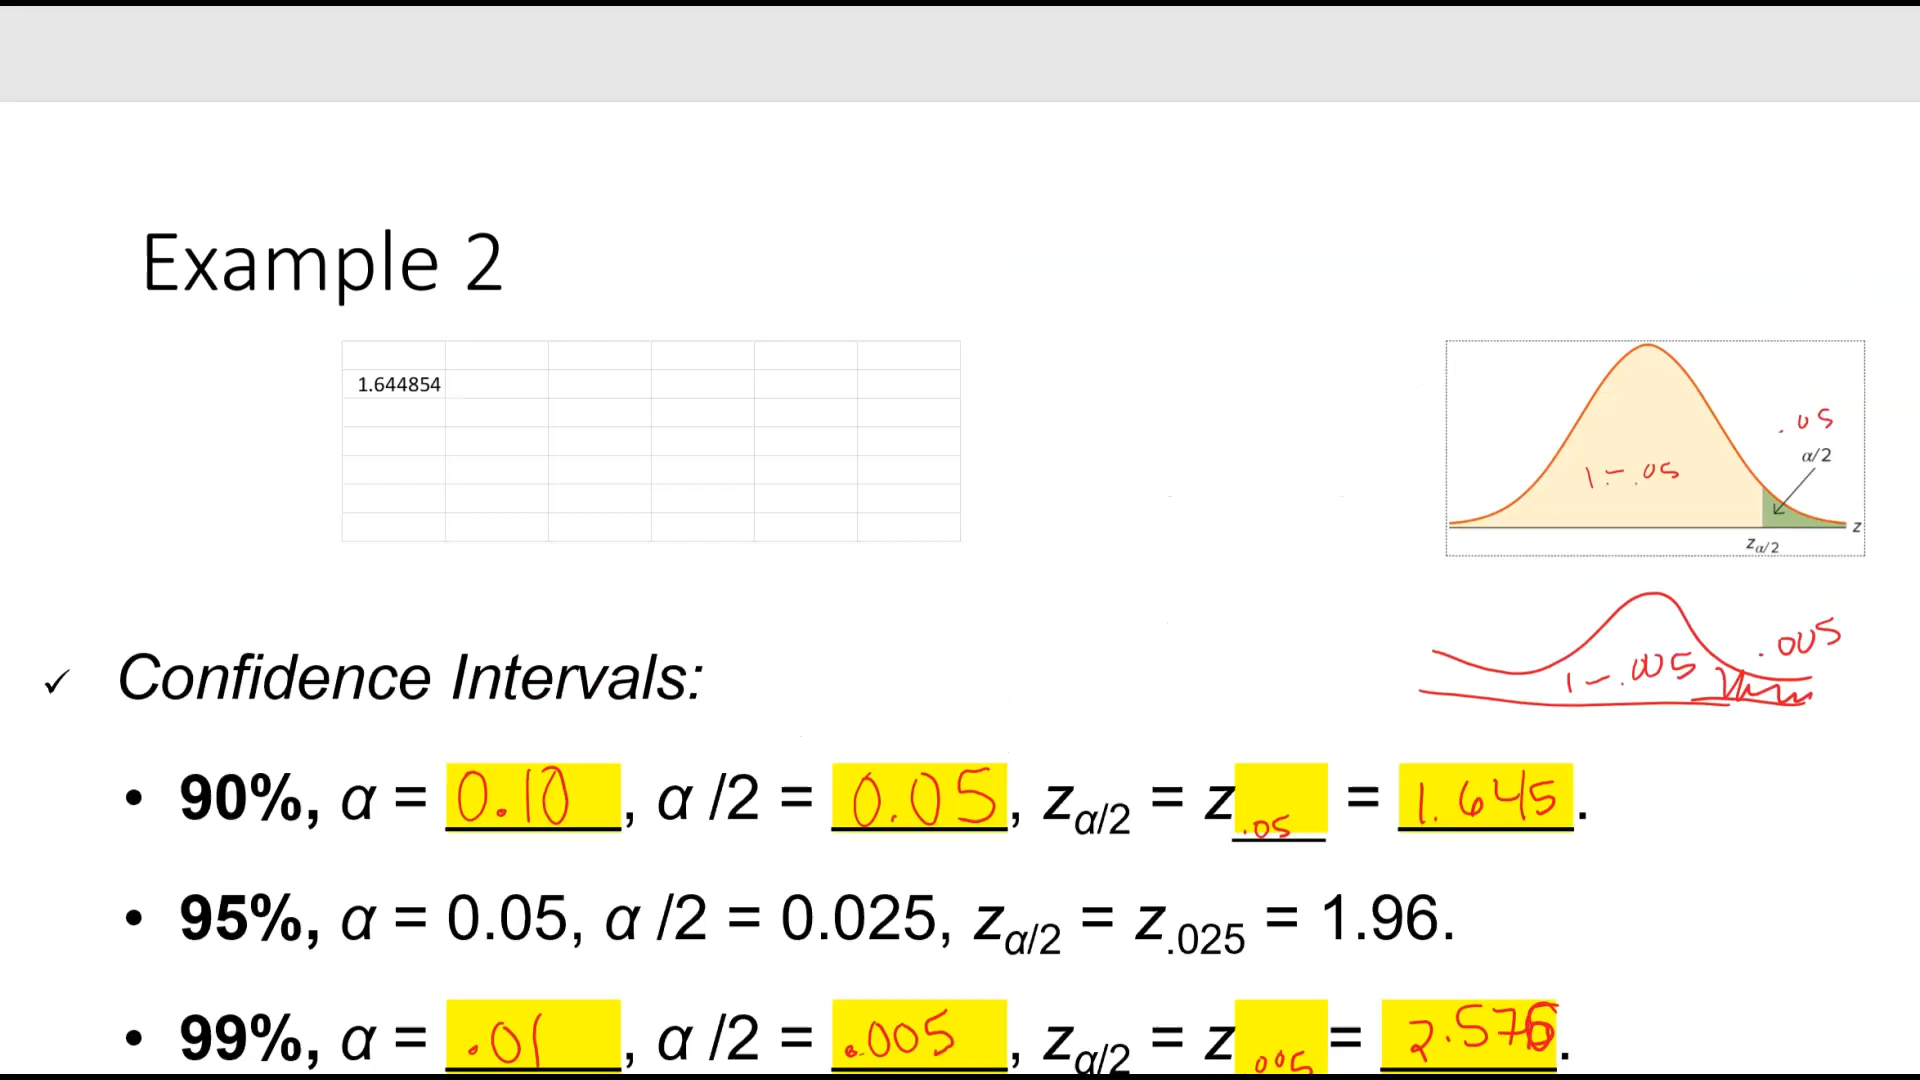 Example 2
1.644854
.05
α/2
1-.05
z
zα/2
.005
1-.005
✓ Confidence Intervals:
• 90%, α = 0.10, α /2 = 0.05, zα/2 = z.05 = 1.645.
• 95%, α = 0.05, α /2 = 0.025, zα/2 = z.025 = 1.96.
• 99%, α = .01, α /2 = .005, zα/2 = z.005 = 2.576.